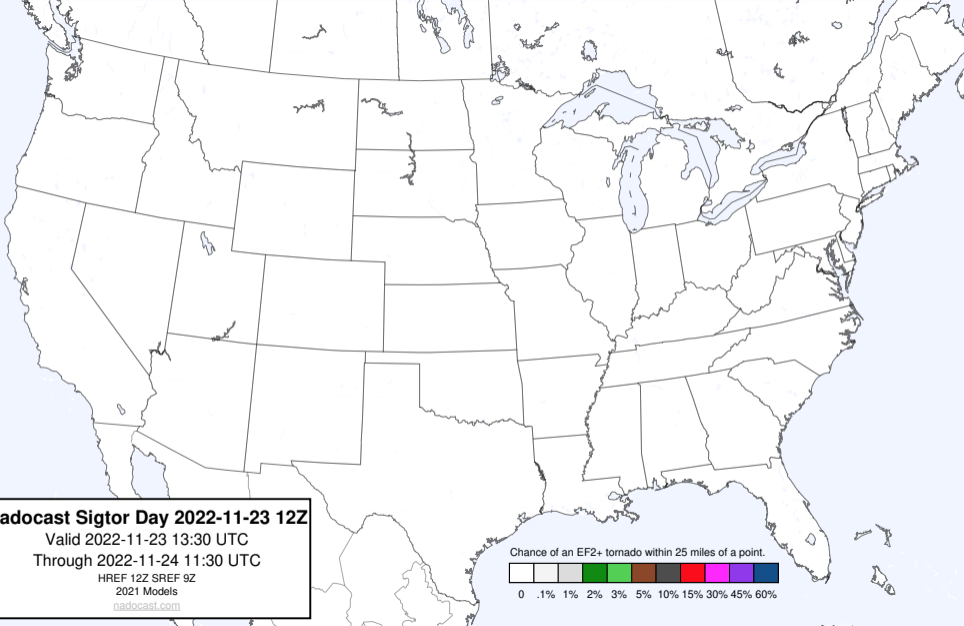 adocast Sigtor Day 2022-11-23 12Z
Valid 2022-11-23 13:30 UTC
Through 2022-11-24 11:30 UTC
HREF 12Z SREF 9Z
2021 Models
nadocast.com
Chance of an EF2+ tornado within 25 miles of a point.
0 .1% 1% 2% 3% 5% 10% 15% 30% 45% 60%